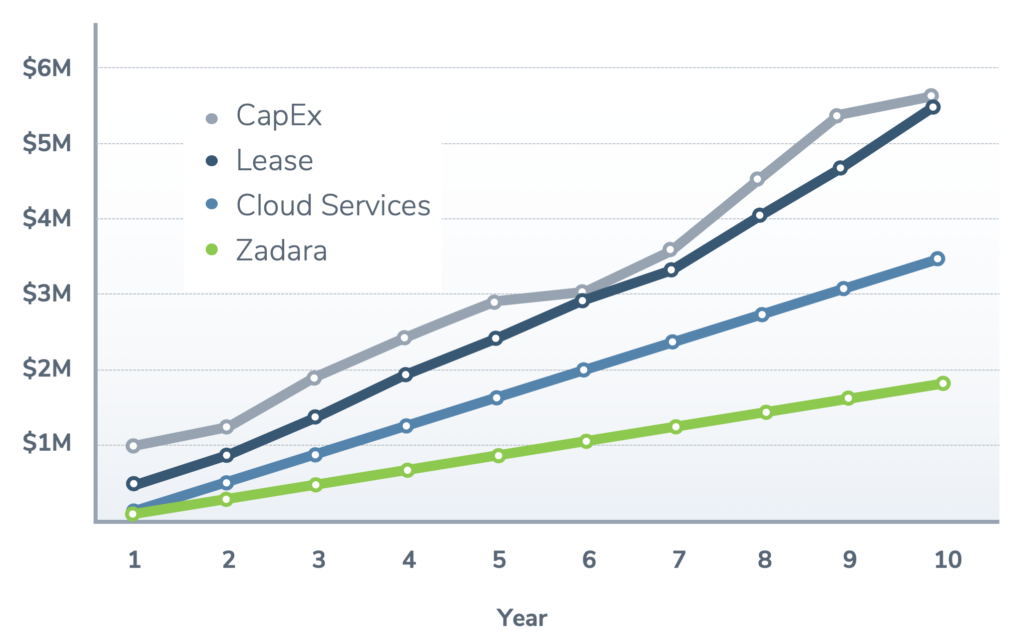 $6M
$5M
$4M
$3M
$2M
$1M
CapEx
Lease
Cloud Services
Zadara
1 2 3 4 5 6 7 8 9 10
Year